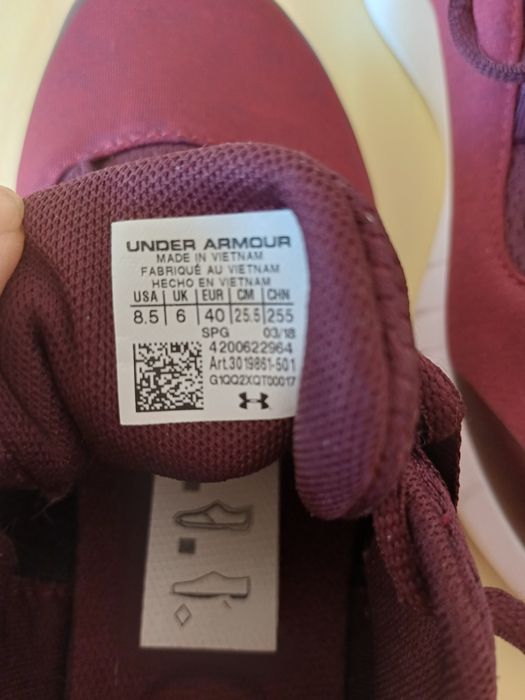 UNDER ARMOUR
MADE IN VIETNAM
FABRIQUÉ AU VIETNAM
HECHO EN VIETNAM
USA UK EUR CM CHN
8.5 6 40 25.5 255
SPG 03/18
4200622964
Art.3019861-501
G1QQ2XQT00017